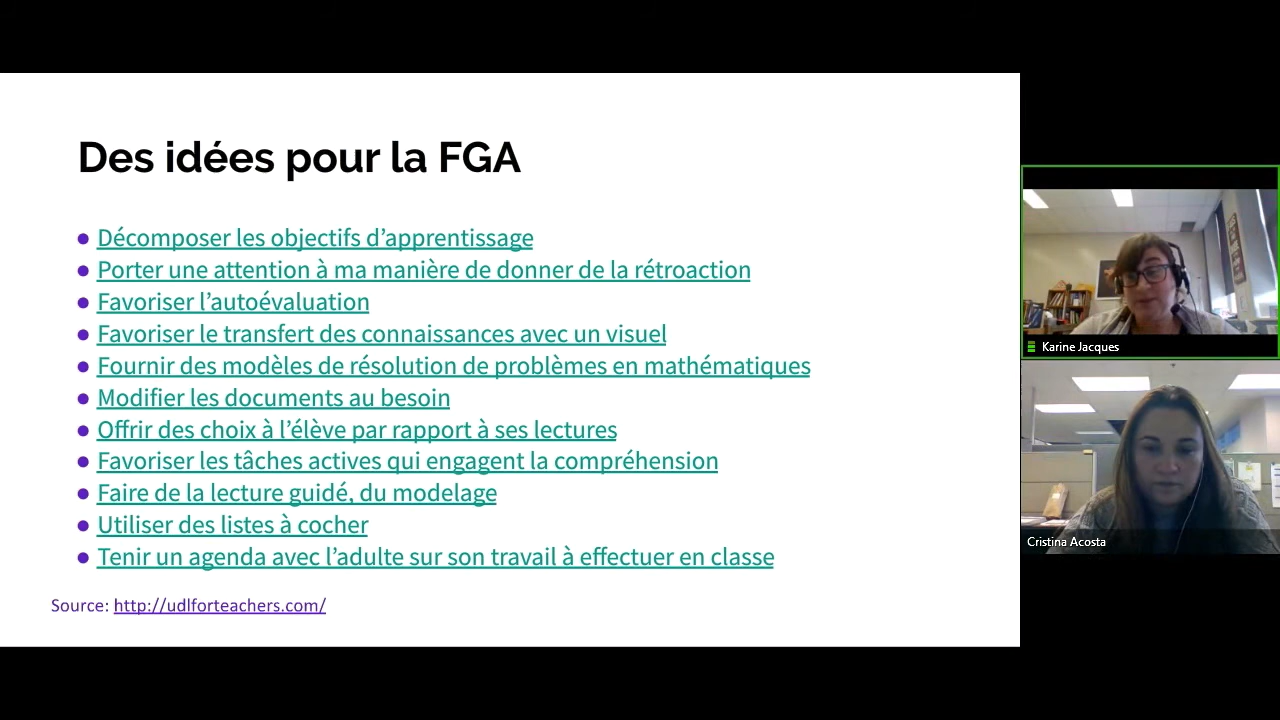 Des idées pour la FGA
Décomposer les objectifs d’apprentissage
Porter une attention à ma manière de donner de la rétroaction
Favoriser l’autoévaluation
Favoriser le transfert des connaissances avec un visuel
Fournir des modèles de résolution de problèmes en mathématiques
Modifier les documents au besoin
Offrir des choix à l’élève par rapport à ses lectures
Favoriser les tâches actives qui engagent la compréhension
Faire de la lecture guidé, du modelage
Utiliser des listes à cocher
Tenir un agenda avec l’adulte sur son travail à effectuer en classe
Source: http://udlforteachers.com/
Karine Jacques
Cristina Acosta